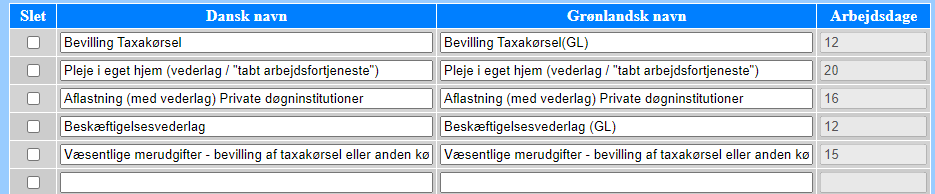 Slet Dansk navn Grønlandsk navn Arbejdsdage
Bevilling Taxakørsel Bevilling Taxakørsel(GL) 12
Pleje i eget hjem (vederlag / "tabt arbejdsfortjeneste") Pleje i eget hjem (vederlag / "tabt arbejdsfortjeneste") 20
Aflastning (med vederlag) Private døgninstitutioner Aflastning (med vederlag) Private døgninstitutioner 16
Beskæftigelsesvederlag Beskæftigelsesvederlag (GL) 12
Væsentlige merudgifter - bevilling af taxakørsel eller anden kø Væsentlige merudgifter - bevilling af taxakørsel eller anden kø 15